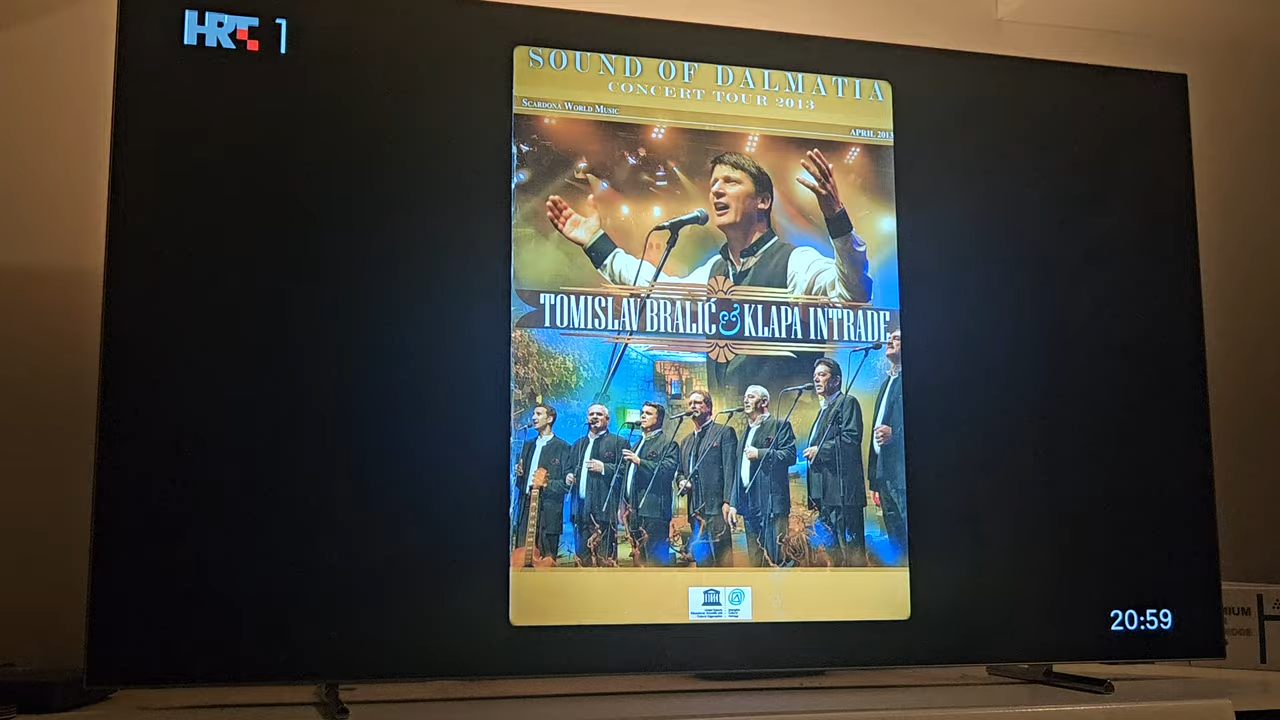 HRT 1
SOUND OF DALMATIA
CONCERT TOUR 2013
SCARDONA WORLD MUSIC
APRIL 2013
TOMISLAV BRALIĆ & KLAPA INTRADE
20:59